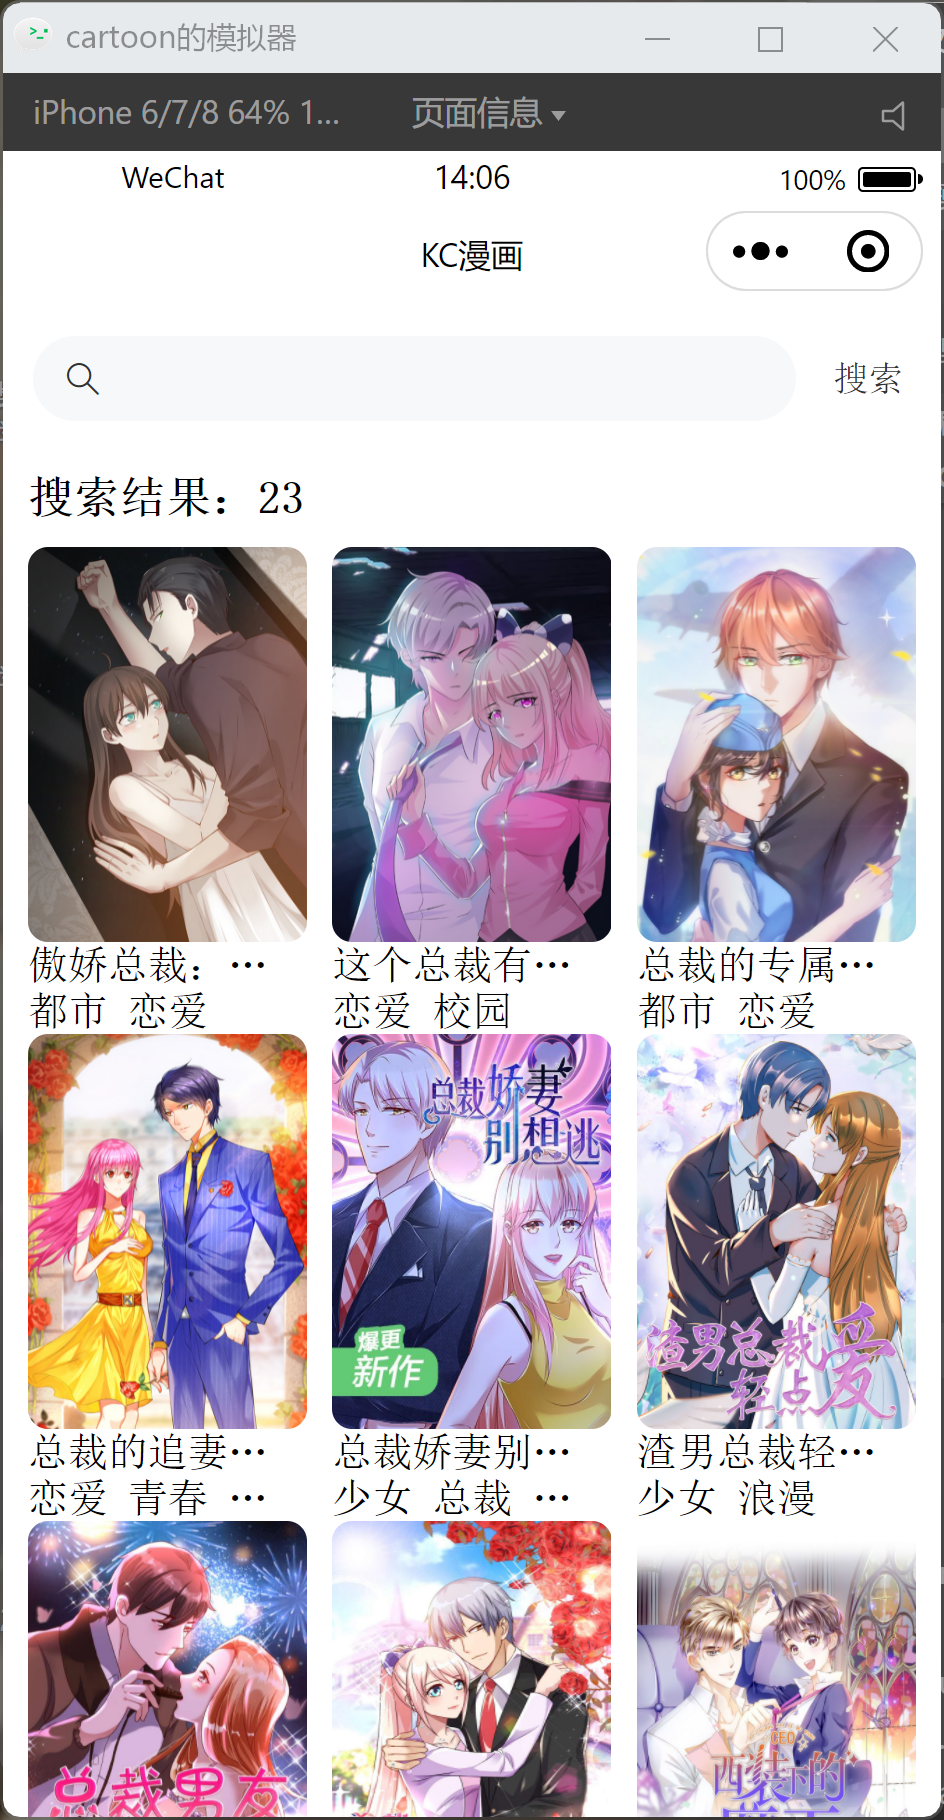 cartoon的模拟器
iPhone 6/7/8 64% 1...
页面信息
WeChat
14:06
100%
KC漫画
搜索
搜索结果：23
傲娇总裁：…
都市 恋爱
这个总裁有…
恋爱 校园
总裁的专属…
都市 恋爱
总裁娇妻
别想逃
爆更
新作
渣男总裁
轻点爱
总裁的追妻…
恋爱 青春 …
总裁娇妻别…
少女 总裁 …
渣男总裁轻…
少女 浪漫
总裁男友
CEO
西装下的